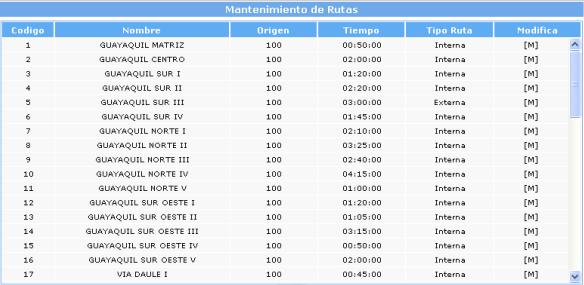 Mantenimiento de Rutas
Codigo Nombre Origen Tiempo Tipo Ruta Modifica
1 GUAYAQUIL MATRIZ 100 00:50:00 Interna [M]
2 GUAYAQUIL CENTRO 100 02:00:00 Interna [M]
3 GUAYAQUIL SUR I 100 01:20:00 Interna [M]
4 GUAYAQUIL SUR II 100 02:20:00 Interna [M]
5 GUAYAQUIL SUR III 100 03:00:00 Externa [M]
6 GUAYAQUIL SUR IV 100 01:45:00 Interna [M]
7 GUAYAQUIL NORTE I 100 02:10:00 Interna [M]
8 GUAYAQUIL NORTE II 100 03:25:00 Interna [M]
9 GUAYAQUIL NORTE III 100 02:40:00 Interna [M]
10 GUAYAQUIL NORTE IV 100 04:15:00 Interna [M]
11 GUAYAQUIL NORTE V 100 01:00:00 Interna [M]
12 GUAYAQUIL SUR OESTE I 100 01:20:00 Interna [M]
13 GUAYAQUIL SUR OESTE II 100 01:05:00 Interna [M]
14 GUAYAQUIL SUR OESTE III 100 03:15:00 Interna [M]
15 GUAYAQUIL SUR OESTE IV 100 00:50:00 Interna [M]
16 GUAYAQUIL SUR OESTE V 100 02:00:00 Interna [M]
17 VIA DAULE I 100 00:45:00 Interna [M]